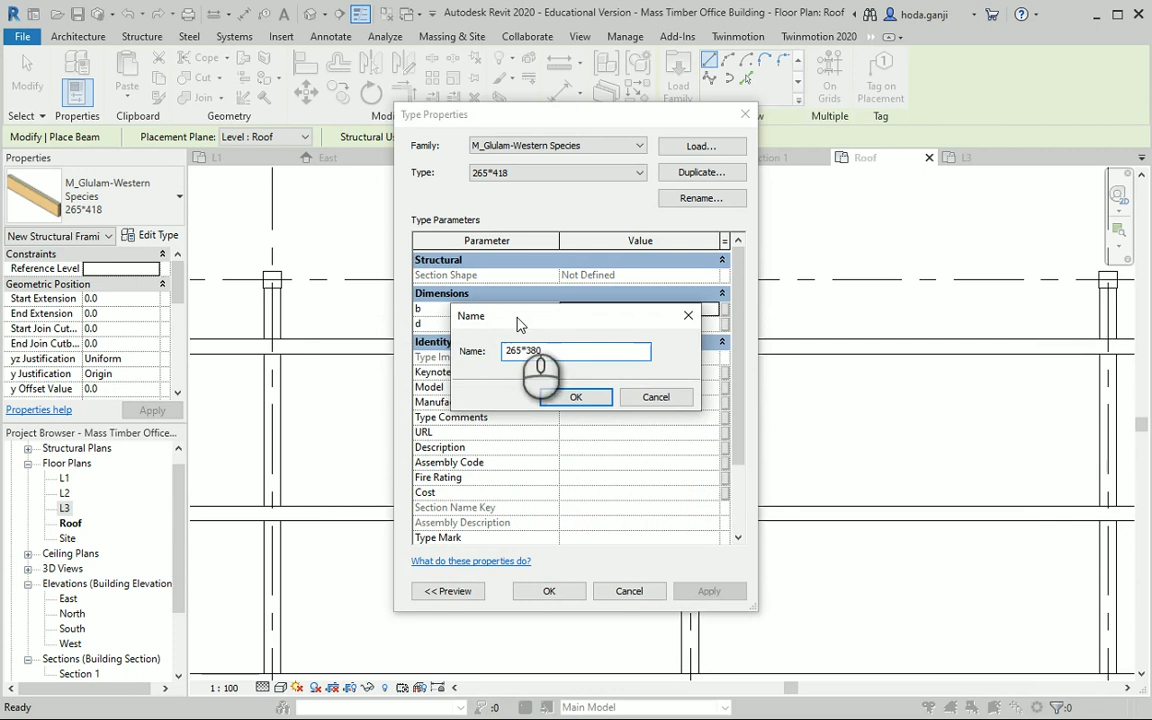 Autodesk Revit 2020 - Educational Version - Mass Timber Office Building - Floor Plan: Roof
hoda.ganji
File Architecture Structure Steel Systems Insert Annotate Analyze Massing & Site Collaborate View Manage Add-Ins Twinmotion Twinmotion 2020
Modify
Paste
Cope
Cut
Join
Load
Family
On
Grids
Tag on
Placement
Select Properties Clipboard Geometry Multiple Tag
Modify | Place Beam Placement Plane: Level : Roof
Properties
L1 East Roof L3
M_Glulam-Western
Species
265*418
New Structural Frami Edit Type
Constraints
Reference Level
Geometric Position
Start Extension 0.0
End Extension 0.0
Start Join Cut... 0.0
End Join Cutb... 0.0
yz Justification Uniform
y Justification Origin
y Offset Value 0.0
Properties help Apply
Project Browser - Mass Timber Office...
Structural Plans
Floor Plans
L1
L2
L3
Roof
Site
Ceiling Plans
3D Views
Elevations (Building Elevation
East
North
South
West
Sections (Building Section)
Section 1
Type Properties
Family: M_Glulam-Western Species Load...
Type: 265*418 Duplicate...
Rename...
Type Parameters
Parameter Value =
Structural
Section Shape Not Defined
Dimensions
b
d
Name
Name: 265*380
OK Cancel
Keynote
Model
Type Comments
URL
Description
Assembly Code
Fire Rating
Cost
Section Name Key
Assembly Description
Type Mark
What do these properties do?
<< Preview OK Cancel Apply
1 : 100
Ready
:0
Main Model
:0